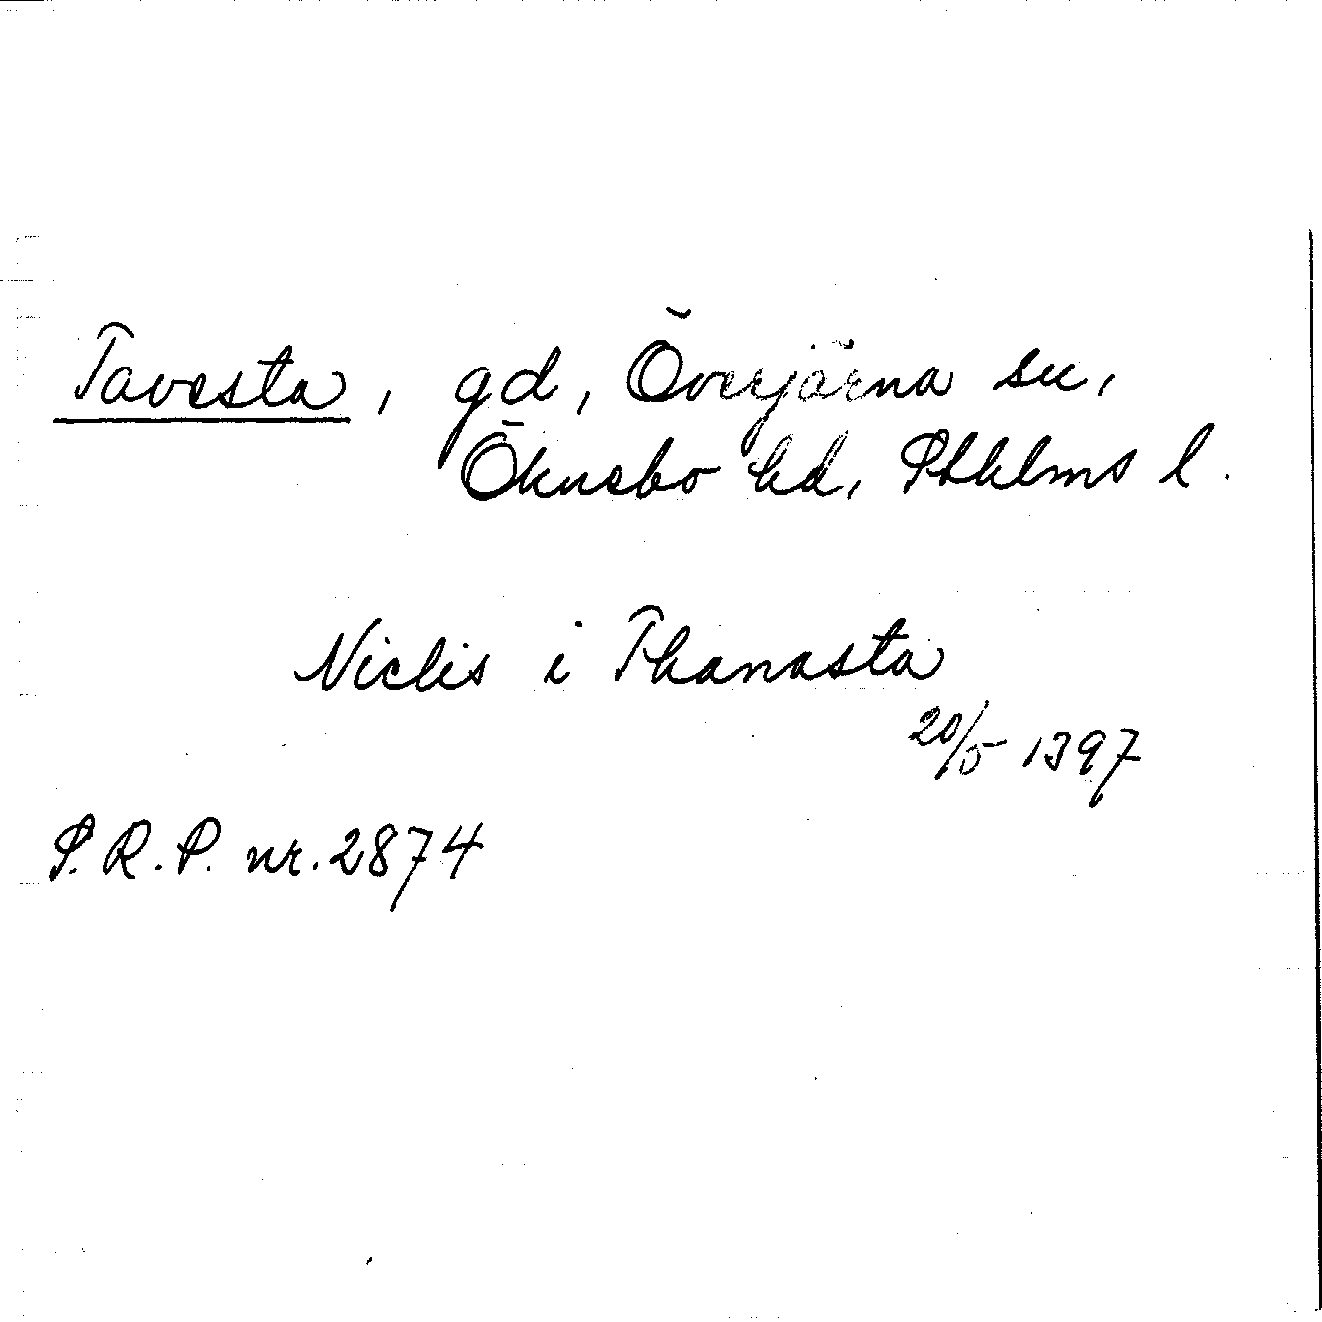 Tavesta, gd, Överjärna sn,
Öknebo hd, Sthlms l.
Niclis i Thanasta
20/5 1397
S.R.P. nr. 2874